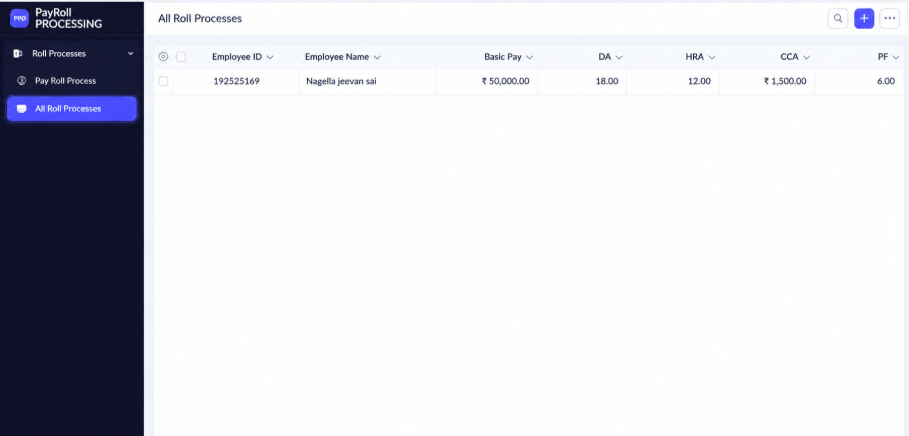 PRO PayRoll
PROCESSING
All Roll Processes
Roll Processes
Pay Roll Process
All Roll Processes
Employee ID Employee Name Basic Pay DA HRA CCA PF
192525169 Nagella jeevan sai ₹ 50,000.00 18.00 12.00 ₹ 1,500.00 6.00